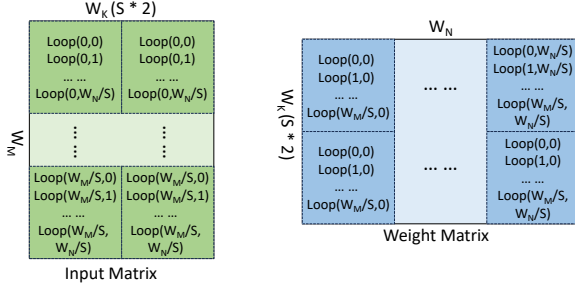 W_K(S * 2)
Loop(0,0)
Loop(0,1)
... ...
Loop(0,W_N/S)
Loop(0,0)
Loop(0,1)
... ...
Loop(0,W_N/S)
W_M
⋮
⋮
Loop(W_M/S,0)
Loop(W_M/S,1)
... ...
Loop(W_M/S,
W_N/S)
Loop(W_M/S,0)
Loop(W_M/S,1)
... ...
Loop(W_M/S,
W_N/S)
Input Matrix
W_N
W_K(S * 2)
Loop(0,0)
Loop(1,0)
... ...
Loop(W_M/S,0)
... ...
Loop(0,W_N/S)
Loop(1,W_N/S)
... ...
Loop(W_M/S,
W_N/S)
Loop(0,0)
Loop(1,0)
... ...
Loop(W_M/S,0)
... ...
Loop(0,0)
Loop(1,0)
... ...
Loop(W_M/S,
W_N/S)
Weight Matrix